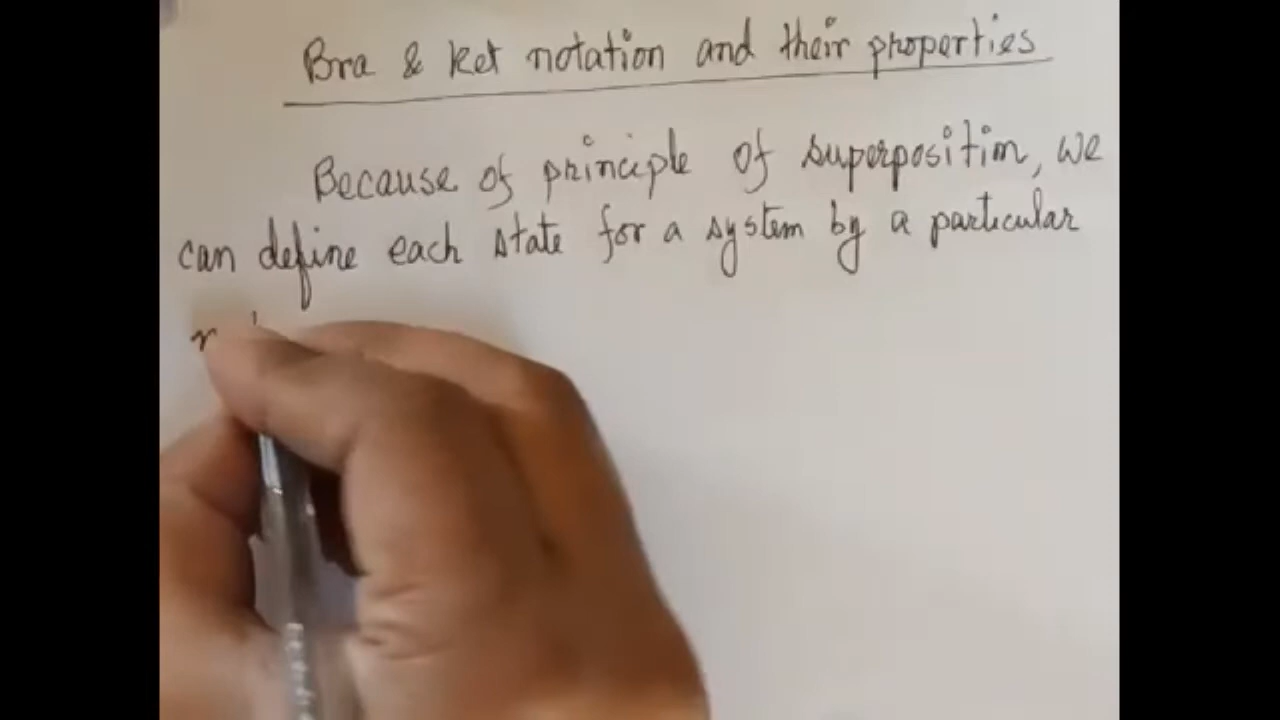 Bra & Ket notation and their properties
Because of principle of superposition, we
can define each state for a system by a particular